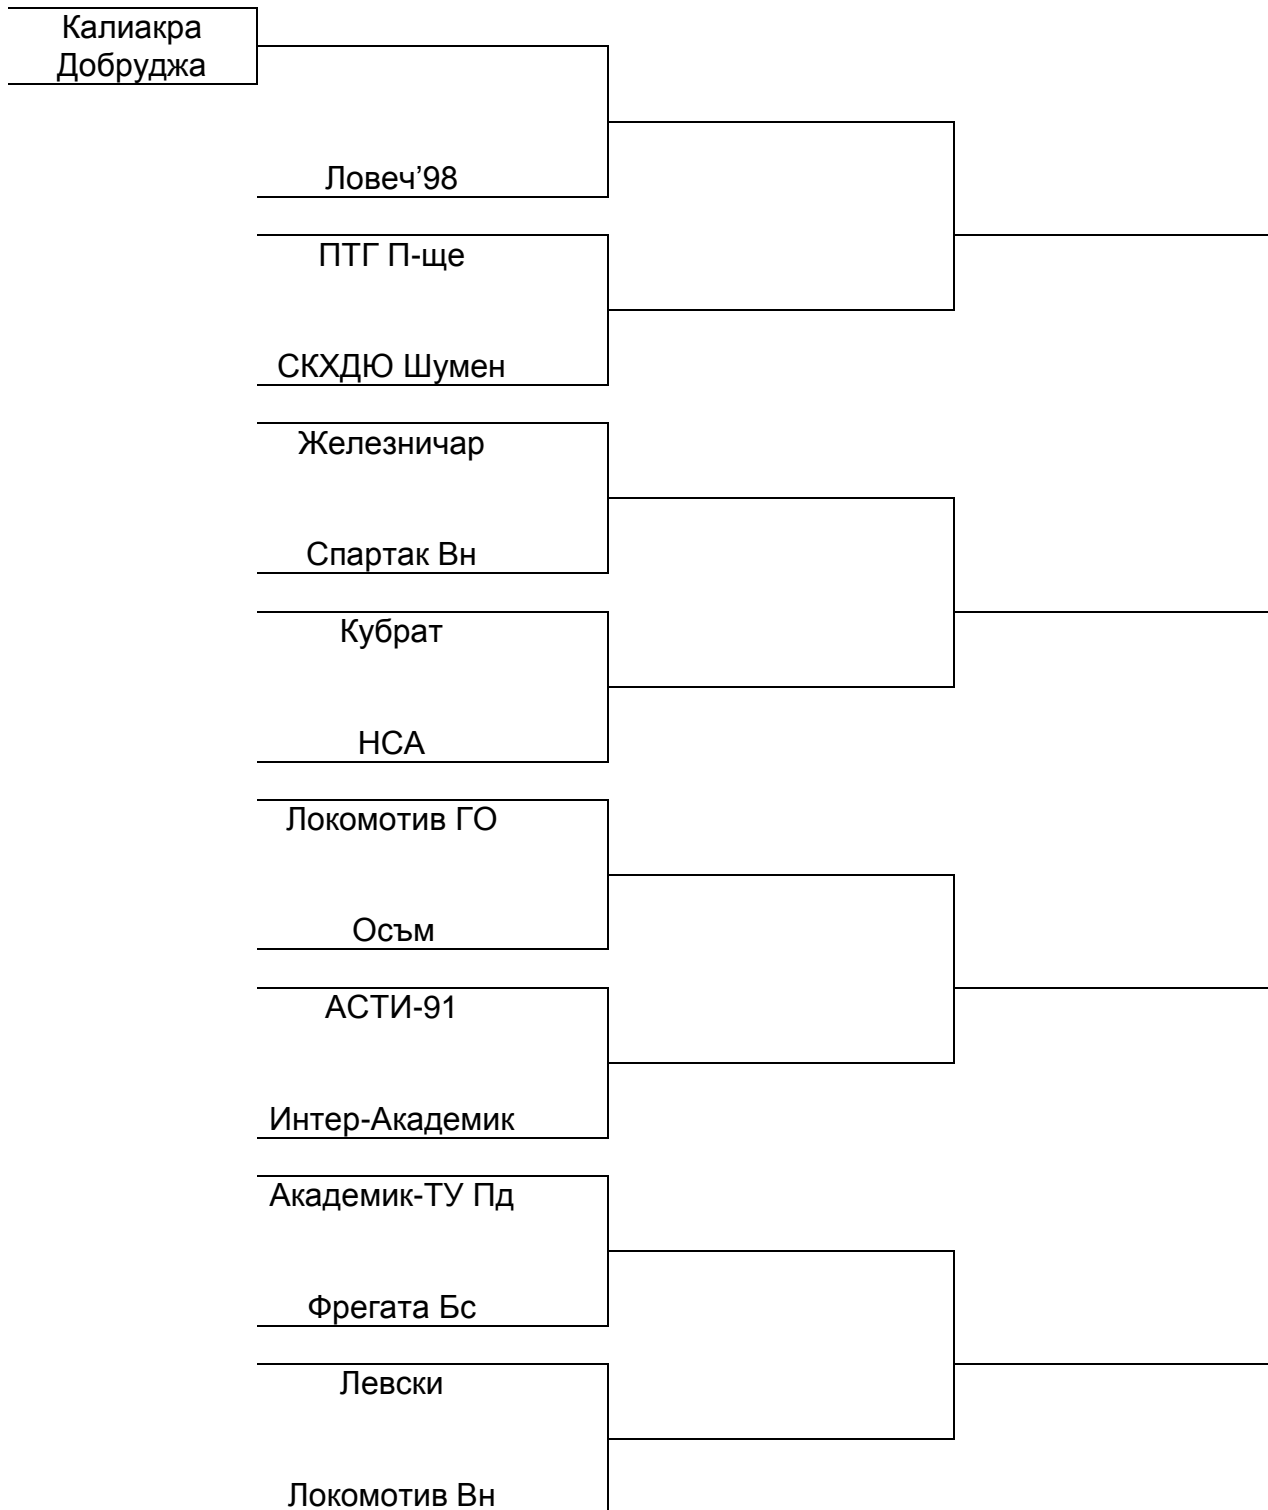 Калиакра
Добруджа
Ловеч’98
ПТГ П-ще
СКХДЮ Шумен
Железничар
Спартак Вн
Кубрат
НСА
Локомотив ГО
Осъм
АСТИ-91
Интер-Академик
Академик-ТУ Пд
Фрегата Бс
Левски
Локомотив Вн